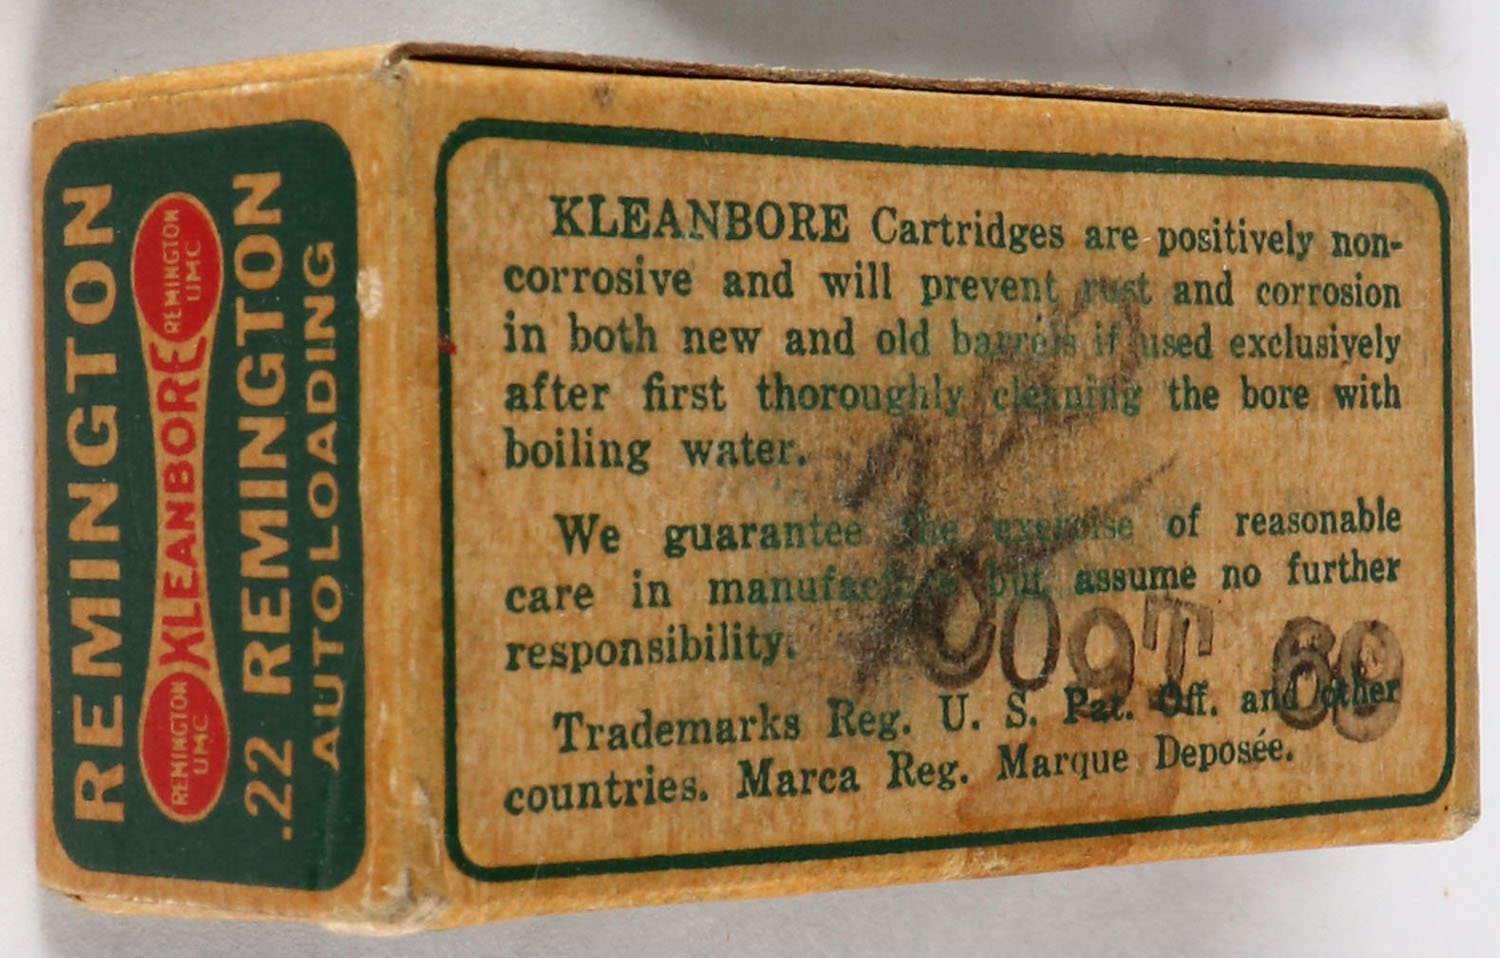 REMINGTON
REMINGTON
UMC
KLEANBORE
REMINGTON
UMC
.22 REMINGTON
AUTOLOADING
KLEANBORE Cartridges are positively non-
corrosive and will prevent rust and corrosion
in both new and old barrels if used exclusively
after first thoroughly cleaning the bore with
boiling water.
We guarantee the exercise of reasonable
care in manufacture but assume no further
responsibility.
Trademarks Reg. U. S. Pat. Off. and other
countries. Marca Reg. Marque Deposée.